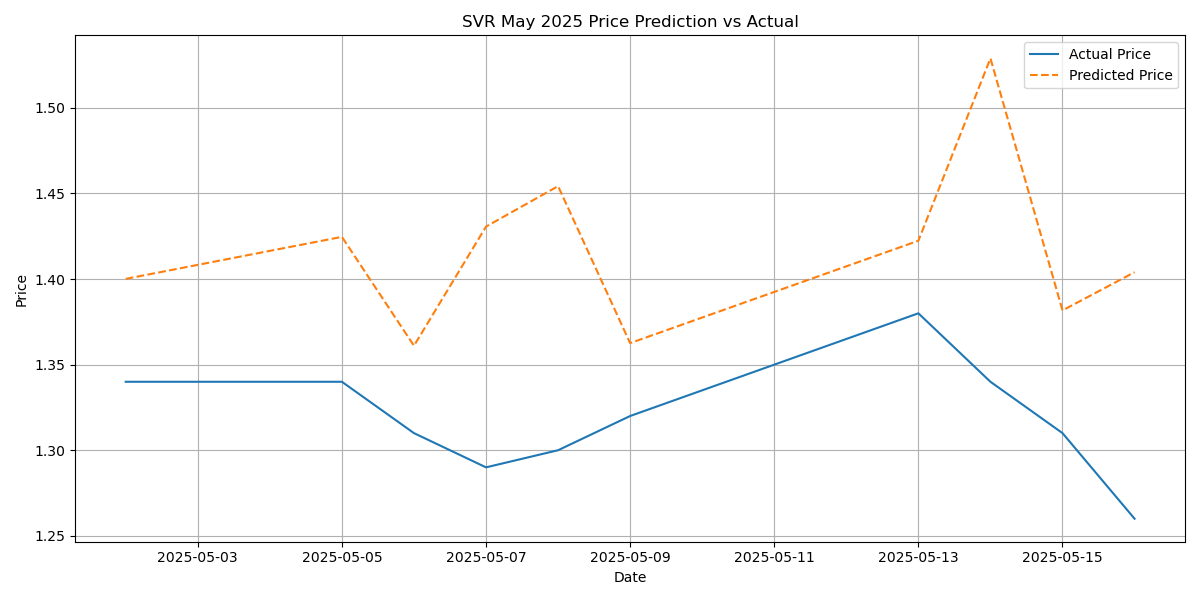 SVR May 2025 Price Prediction vs Actual
Actual Price
Predicted Price
Price
1.50
1.45
1.40
1.35
1.30
1.25
2025-05-03 2025-05-05 2025-05-07 2025-05-09 2025-05-11 2025-05-13 2025-05-15
Date